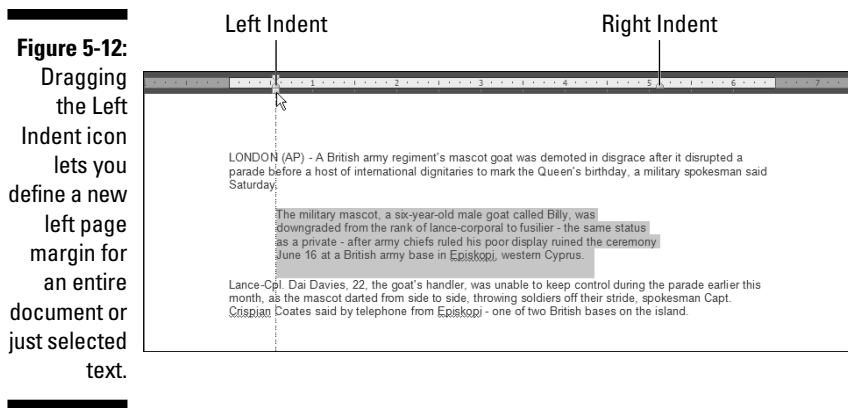 Left Indent
Right Indent
Figure 5-12:
Dragging
the Left
Indent icon
lets you
define a new
left page
margin for
an entire
document or
just selected
text.
1 2 3 4 5 6 7
LONDON (AP) - A British army regiment's mascot goat was demoted in disgrace after it disrupted a
parade before a host of international dignitaries to mark the Queen's birthday, a military spokesman said
Saturday.
The military mascot, a six-year-old male goat called Billy, was
downgraded from the rank of lance-corporal to fusilier - the same status
as a private - after army chiefs ruled his poor display ruined the ceremony
June 16 at a British army base in Episkopi, western Cyprus.
Lance-Cpl. Dai Davies, 22, the goat's handler, was unable to keep control during the parade earlier this
month, as the mascot darted from side to side, throwing soldiers off their stride, spokesman Capt.
Crispian Coates said by telephone from Episkopi - one of two British bases on the island.